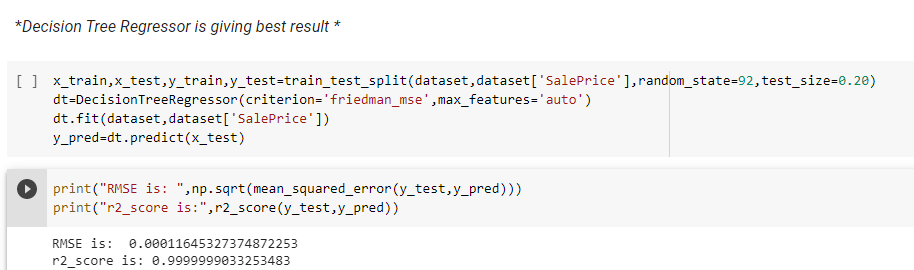 *Decision Tree Regressor is giving best result *
[ ] x_train,x_test,y_train,y_test=train_test_split(dataset,dataset['SalePrice'],random_state=92,test_size=0.20)
dt=DecisionTreeRegressor(criterion='friedman_mse',max_features='auto')
dt.fit(dataset,dataset['SalePrice'])
y_pred=dt.predict(x_test)
print("RMSE is: ",np.sqrt(mean_squared_error(y_test,y_pred)))
print("r2_score is:",r2_score(y_test,y_pred))
RMSE is:  0.00011645327374872253
r2_score is: 0.9999999033253483